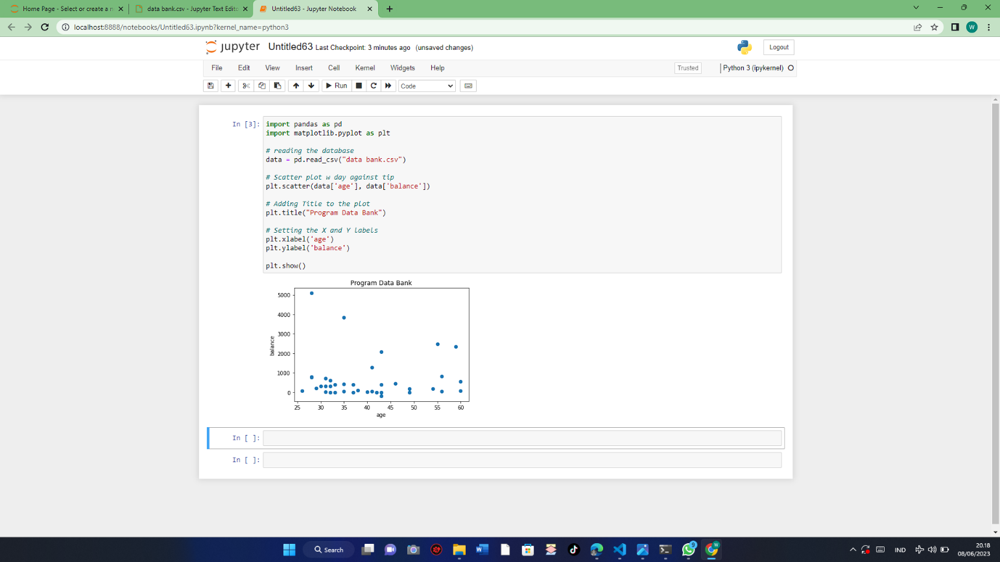 Home Page - Select or create a n
data bank.csv - Jupyter Text Edito
Untitled63 - Jupyter Notebook
localhost:8888/notebooks/Untitled63.ipynb?kernel_name=python3
W
jupyter Untitled63 Last Checkpoint: 3 minutes ago (unsaved changes)
Logout
File Edit View Insert Cell Kernel Widgets Help
Trusted
Python 3 (ipykernel)
Run
Code
In [3]:
import pandas as pd
import matplotlib.pyplot as plt
# reading the database
data = pd.read_csv("data bank.csv")
# Scatter plot w day against tip
plt.scatter(data['age'], data['balance'])
# Adding Title to the plot
plt.title("Program Data Bank")
# Setting the X and Y labels
plt.xlabel('age')
plt.ylabel('balance')
plt.show()
Program Data Bank
5000
4000
3000
2000
1000
0
balance
25 30 35 40 45 50 55 60
age
In [ ]:
In [ ]:
Search
9
W
IND
20.18
08/06/2023